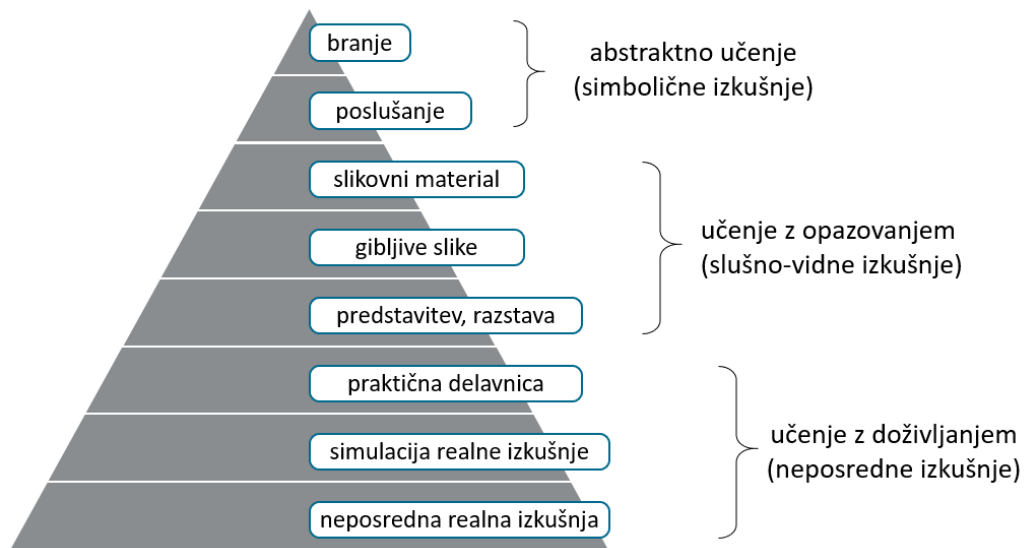 branje
poslušanje
abstraktno učenje
(simbolične izkušnje)
slikovni material
gibljive slike
predstavitev, razstava
učenje z opazovanjem
(slušno-vidne izkušnje)
praktična delavnica
simulacija realne izkušnje
neposredna realna izkušnja
učenje z doživljanjem
(neposredne izkušnje)